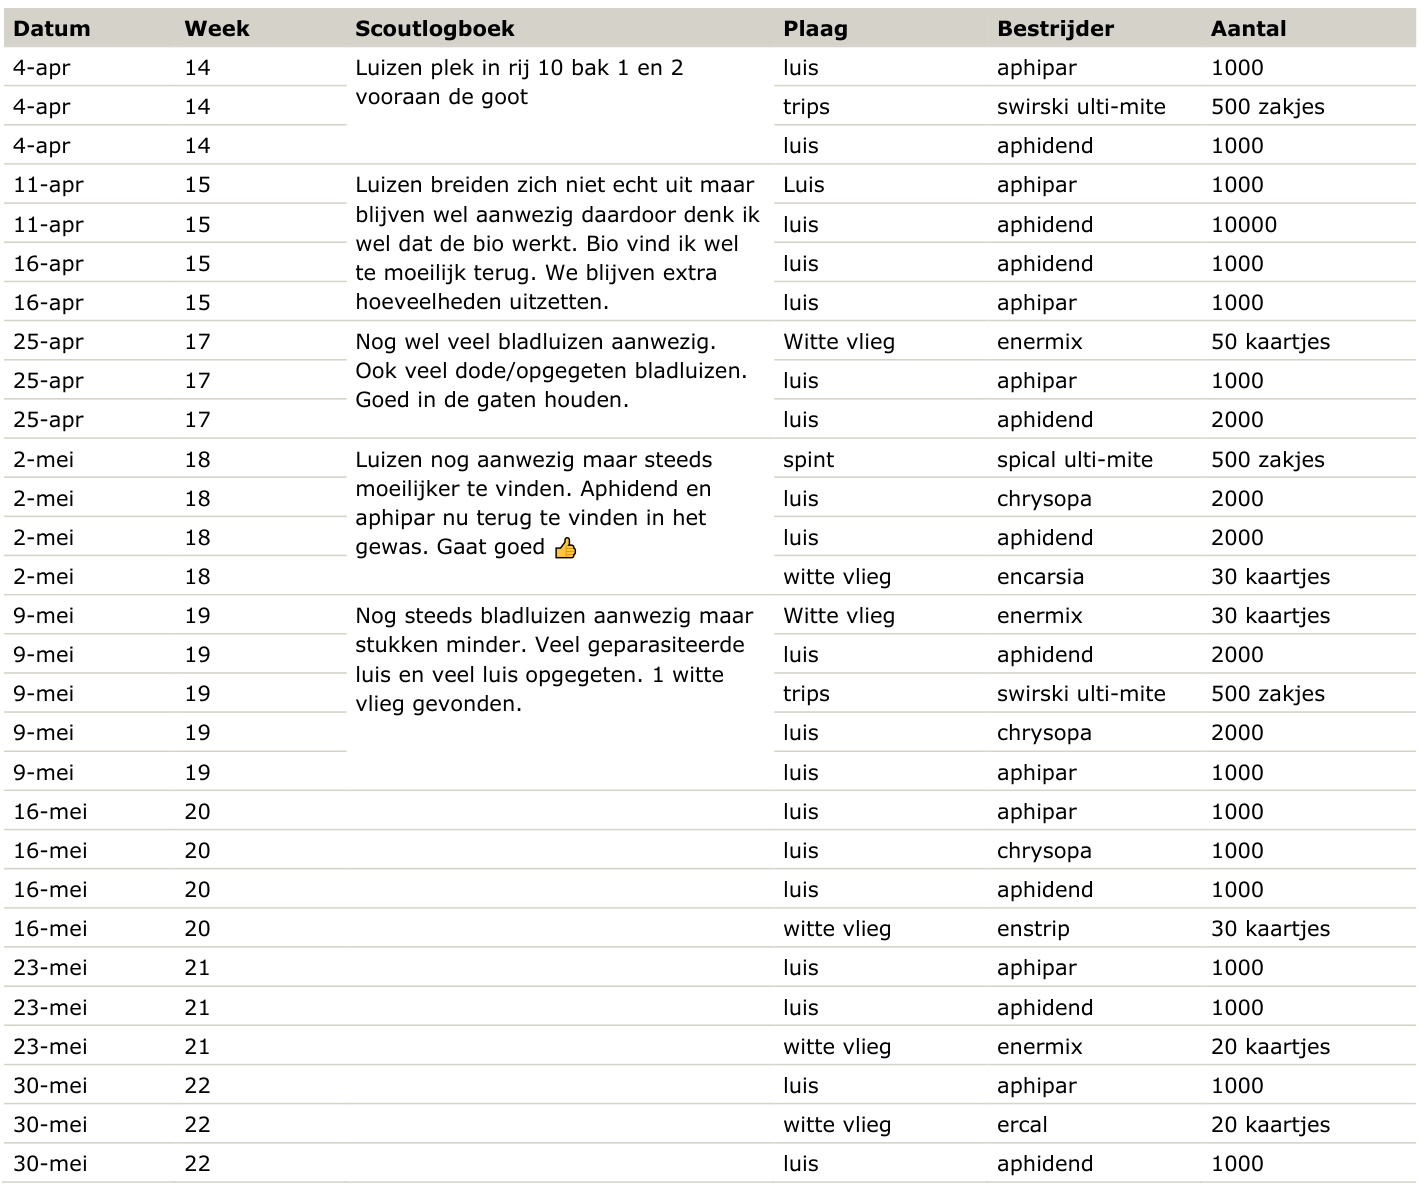 Datum Week Scoutlogboek Plaag Bestrijder Aantal
4-apr 14 Luizen plek in rij 10 bak 1 en 2 luis aphipar 1000
vooraan de goot
4-apr 14 trips swirski ulti-mite 500 zakjes
4-apr 14 luis aphidend 1000
11-apr 15 Luizen breiden zich niet echt uit maar Luis aphipar 1000
blijven wel aanwezig daardoor denk ik
11-apr 15 luis aphidend 10000
wel dat de bio werkt. Bio vind ik wel
16-apr 15 luis aphidend 1000
te moeilijk terug. We blijven extra
16-apr 15 hoeveelheden uitzetten. luis aphipar 1000
25-apr 17 Nog wel veel bladluizen aanwezig. Witte vlieg enermix 50 kaartjes
Ook veel dode/opgegeten bladluizen.
25-apr 17 luis aphipar 1000
Goed in de gaten houden.
25-apr 17 luis aphidend 2000
2-mei 18 Luizen nog aanwezig maar steeds spint spical ulti-mite 500 zakjes
moeilijker te vinden. Aphidend en
2-mei 18 luis chrysopa 2000
aphipar nu terug te vinden in het
2-mei 18 luis aphidend 2000
gewas. Gaat goed 👍
2-mei 18 witte vlieg encarsia 30 kaartjes
9-mei 19 Nog steeds bladluizen aanwezig maar Witte vlieg enermix 30 kaartjes
stukken minder. Veel geparasiteerde
9-mei 19 luis aphidend 2000
luis en veel luis opgegeten. 1 witte
9-mei 19 trips swirski ulti-mite 500 zakjes
vlieg gevonden.
9-mei 19 luis chrysopa 2000
9-mei 19 luis aphipar 1000
16-mei 20 luis aphipar 1000
16-mei 20 luis chrysopa 1000
16-mei 20 luis aphidend 1000
16-mei 20 witte vlieg enstrip 30 kaartjes
23-mei 21 luis aphipar 1000
23-mei 21 luis aphidend 1000
23-mei 21 witte vlieg enermix 20 kaartjes
30-mei 22 luis aphipar 1000
30-mei 22 witte vlieg ercal 20 kaartjes
30-mei 22 luis aphidend 1000